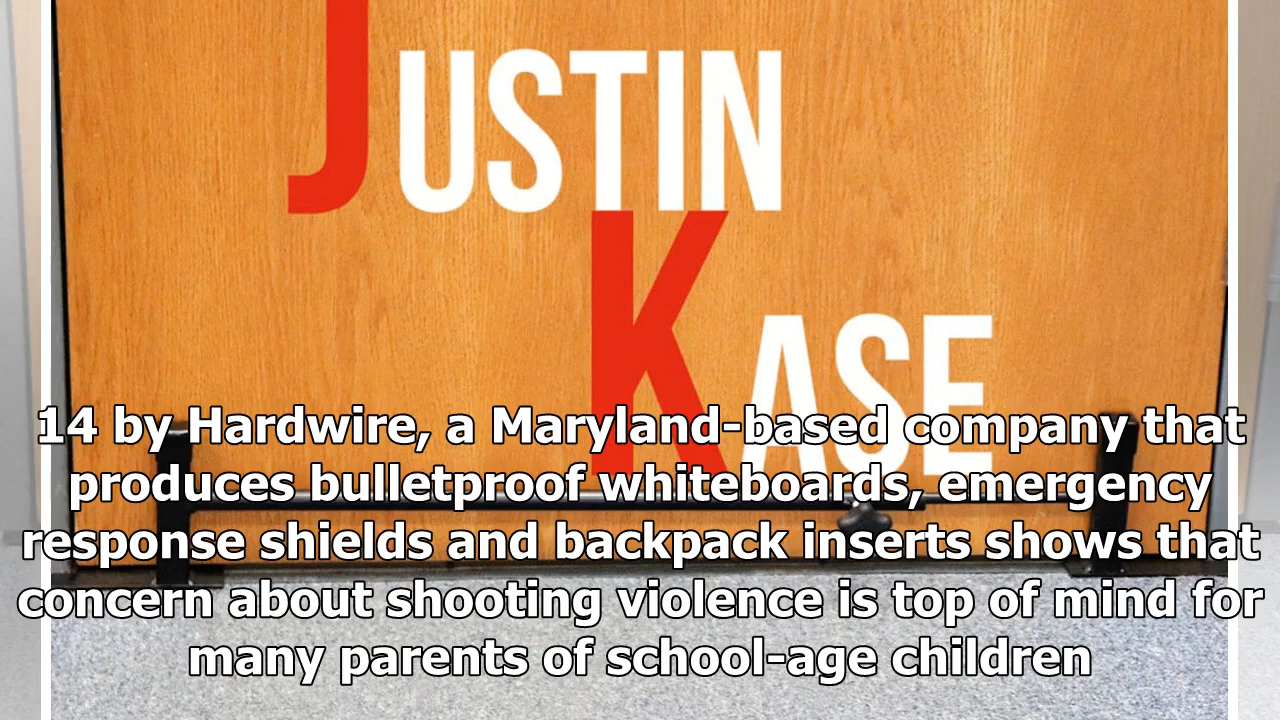 JUSTIN
KASE
14 by Hardwire, a Maryland-based company that
produces bulletproof whiteboards, emergency
response shields and backpack inserts shows that
concern about shooting violence is top of mind for
many parents of school-age children